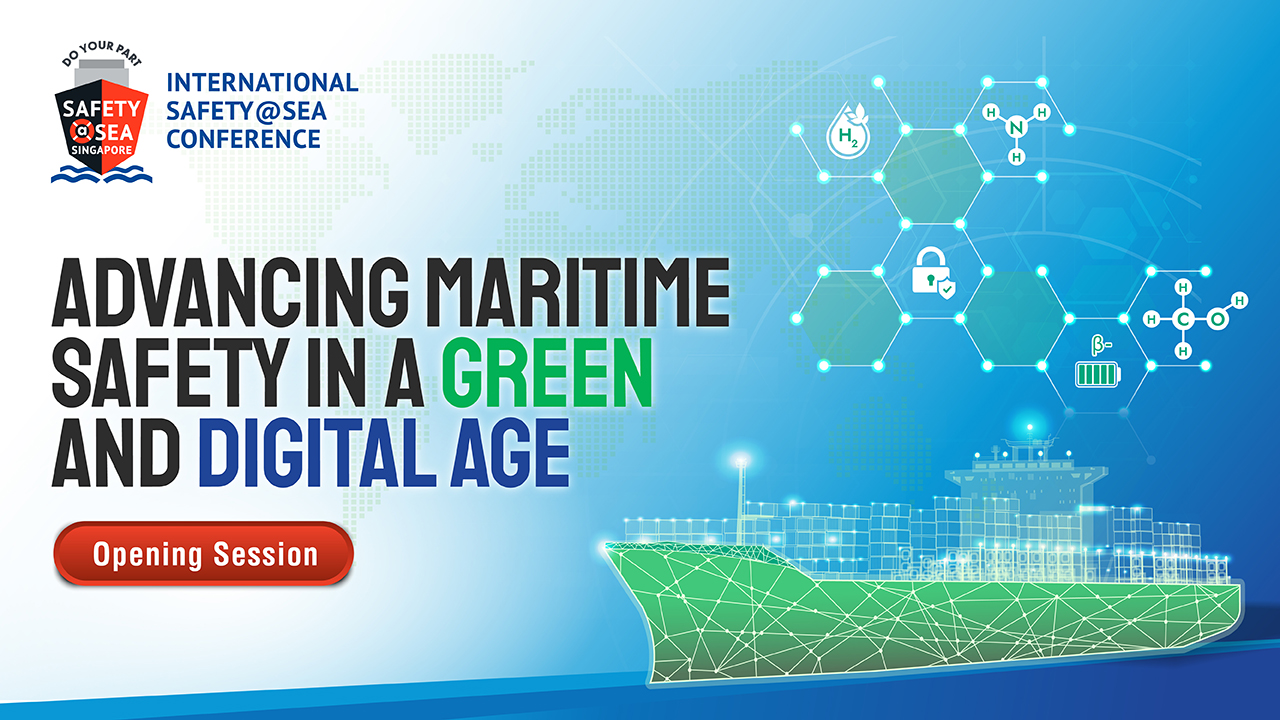 DO YOUR PART
SAFETY
@SEA
SINGAPORE
INTERNATIONAL
SAFETY@SEA
CONFERENCE
ADVANCING MARITIME
SAFETY IN A GREEN
AND DIGITAL AGE
Opening Session
H2
H H
N
H
β-
H
H
H C O
H